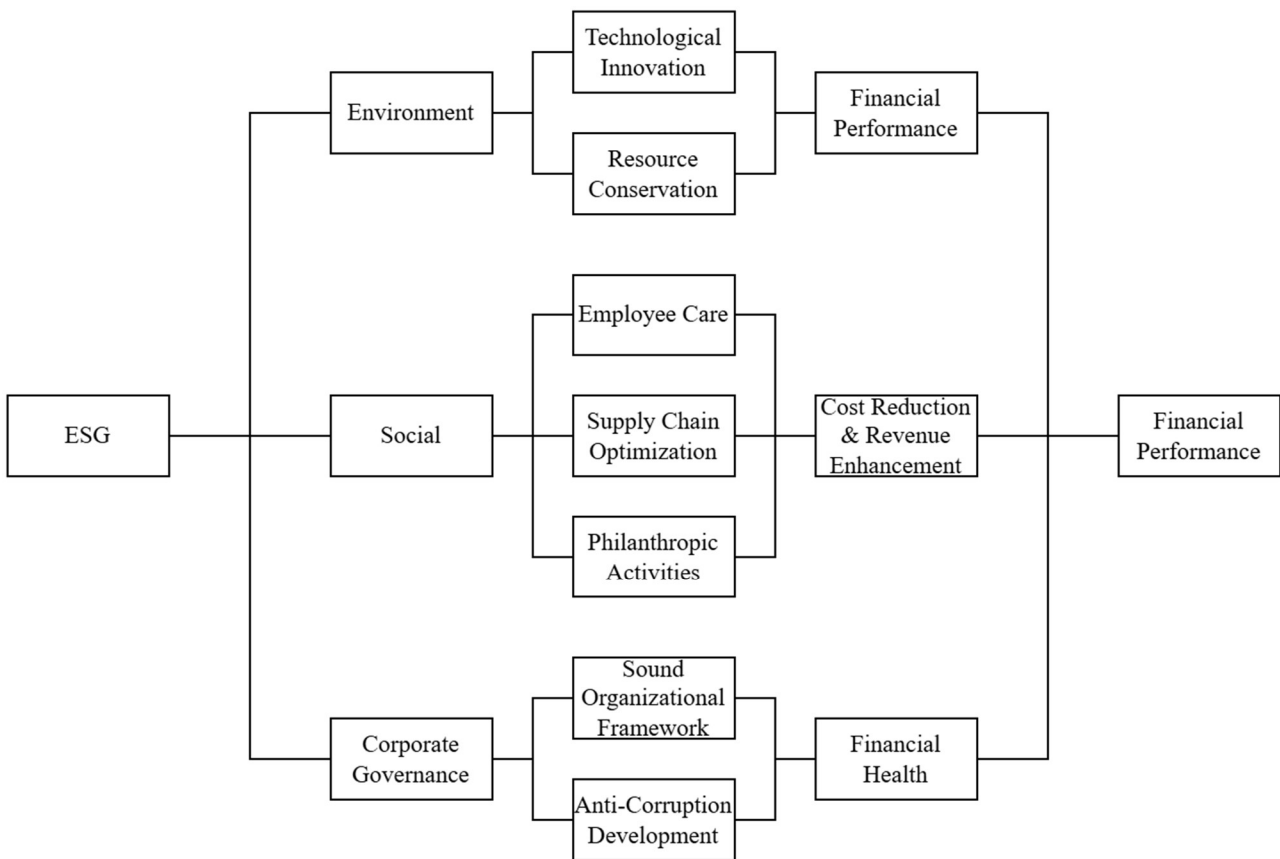 Technological
Innovation
Environment
Financial
Performance
Resource
Conservation
Employee Care
ESG
Social
Supply Chain
Optimization
Cost Reduction
& Revenue
Enhancement
Financial
Performance
Philanthropic
Activities
Sound
Organizational
Framework
Corporate
Governance
Financial
Health
Anti-Corruption
Development